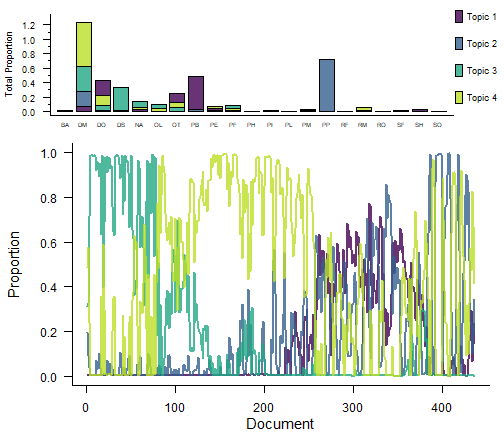 Total Proportion
1.2
1.0
0.8
0.6
0.4
0.2
0.0
BA DM DO DS NA OL OT PB PE PF PH PI PL PM PP RF RM RO SF SH SO
Topic 1
Topic 2
Topic 3
Topic 4
Proportion
1.0
0.8
0.6
0.4
0.2
0.0
0 100 200 300 400
Document